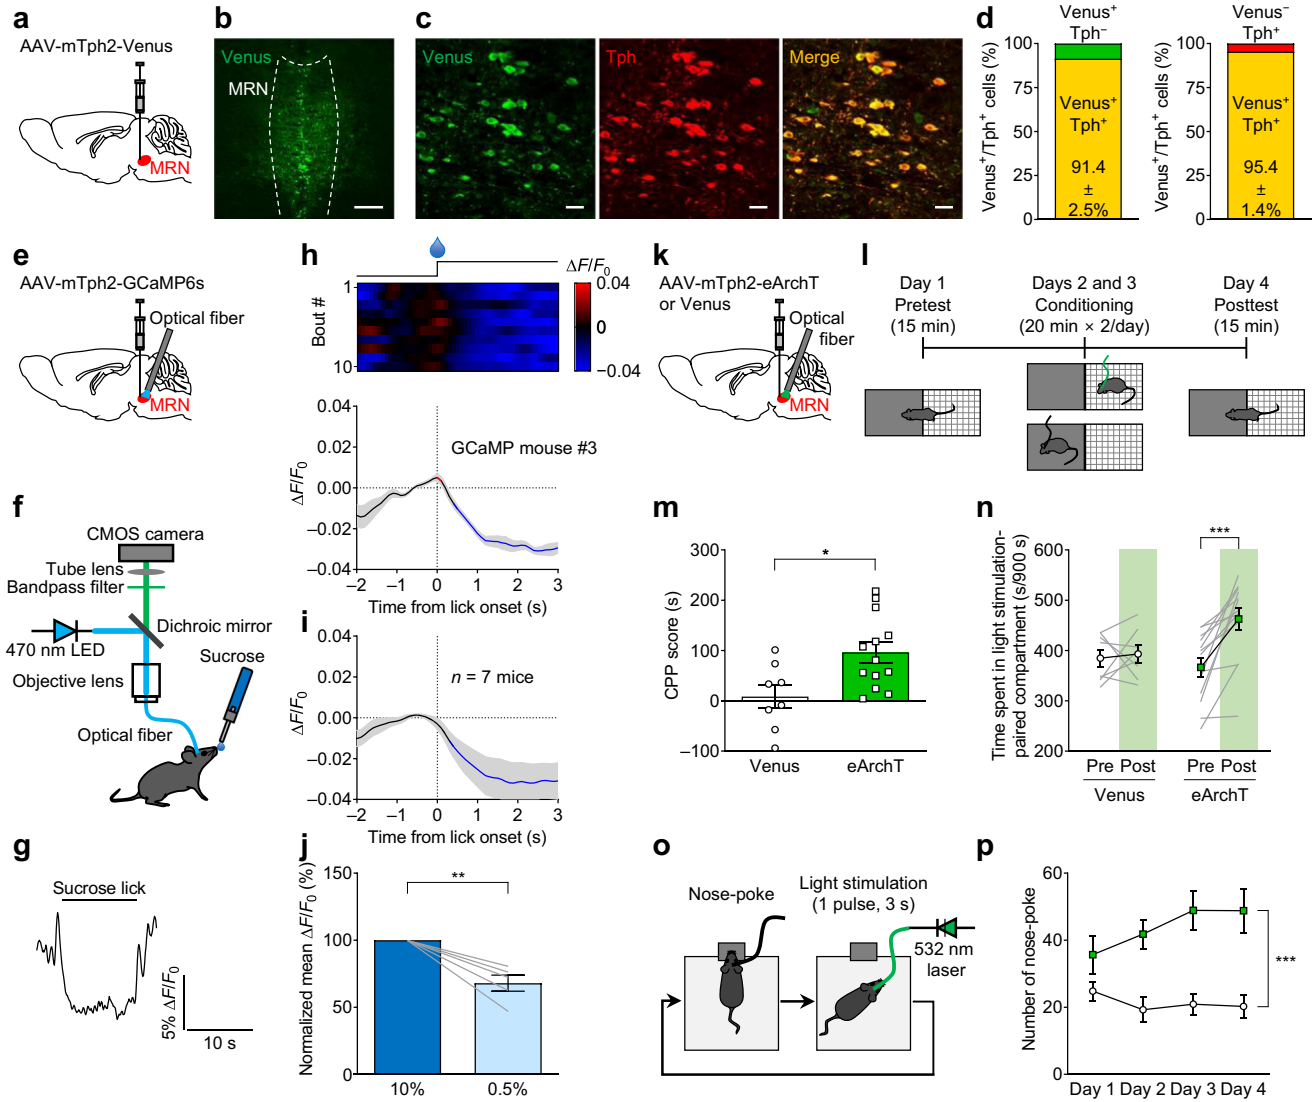 a
AAV-mTph2-Venus
MRN
b
Venus
MRN
c
Venus
Tph
Merge
d
Venus⁺
Tph⁻
Venus⁺/Tph⁺ cells (%)
100
75
50
25
0
Venus⁺
Tph⁺
91.4
±
2.5%
Venus⁻
Tph⁺
Venus⁺/Tph⁺ cells (%)
100
75
50
25
0
Venus⁺
Tph⁺
95.4
±
1.4%
e
AAV-mTph2-GCaMP6s
Optical fiber
MRN
f
CMOS camera
Tube lens
Bandpass filter
Dichroic mirror
470 nm LED
Sucrose
Objective lens
Optical fiber
g
Sucrose lick
5% ΔF/F₀
10 s
h
ΔF/F₀
0.04
0
−0.04
Bout #
1
10
0.04
0.02
0.00
−0.02
−0.04
ΔF/F₀
GCaMP mouse #3
−2 −1 0 1 2 3
Time from lick onset (s)
i
0.04
0.02
0.00
−0.02
−0.04
ΔF/F₀
n = 7 mice
−2 −1 0 1 2 3
Time from lick onset (s)
j
Normalized mean ΔF/F₀ (%)
150
100
50
0
**
10% 0.5%
k
AAV-mTph2-eArchT
or Venus
Optical
fiber
MRN
l
Day 1
Pretest
(15 min)
Days 2 and 3
Conditioning
(20 min × 2/day)
Day 4
Posttest
(15 min)
m
CPP score (s)
300
200
100
0
−100
*
Venus eArchT
n
Time spent in light stimulation-
paired compartment (s/900 s)
600
500
400
300
200
***
Pre Post Pre Post
Venus eArchT
o
Nose-poke
Light stimulation
(1 pulse, 3 s)
532 nm
laser
p
Number of nose-poke
60
40
20
0
***
Day 1 Day 2 Day 3 Day 4